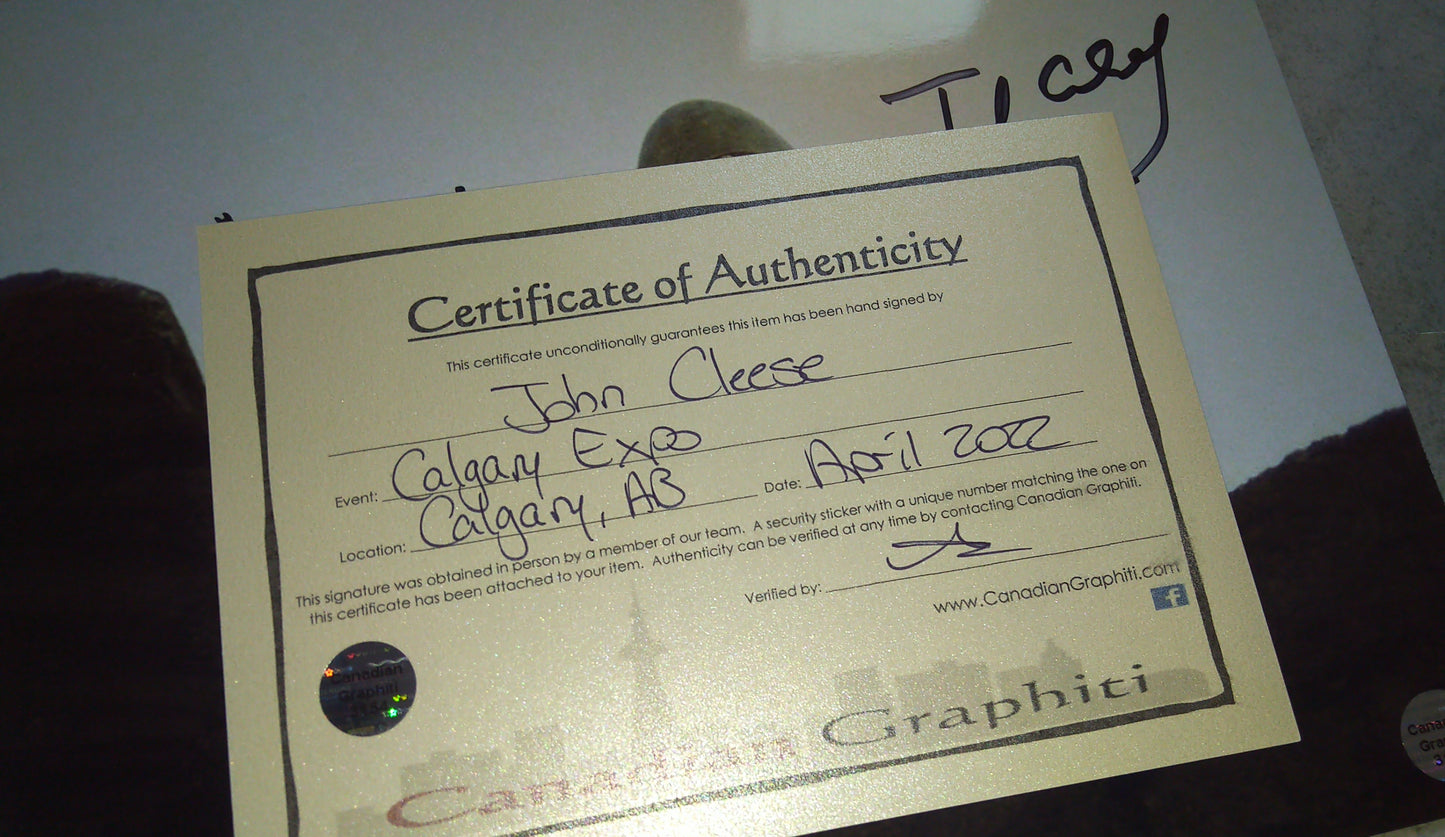 Certificate of Authenticity
This certificate unconditionally guarantees this item has been hand signed by
John Cleese
Event: Calgary Expo
Location: Calgary, AB Date: April 2022
This signature was obtained in person by a member of our team. A security sticker with a unique number matching the one on
this certificate has been attached to your item. Authenticity can be verified at any time by contacting Canadian Graphiti.
Verified by:
www.CanadianGraphiti.com
f
Canadian
Graphiti
Canadian Graphiti